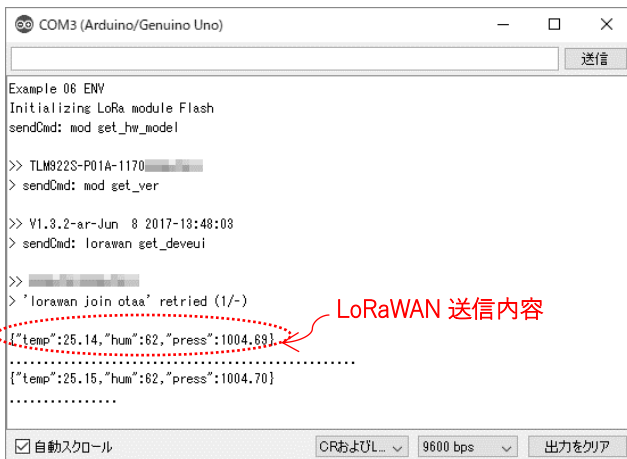 COM3 (Arduino/Genuino Uno)
送信
Example 06 ENV
Initializing LoRa module Flash
sendCmd: mod get_hw_model
>> TLM922S-P01A-1170
> sendCmd: mod get_ver
>> V1.3.2-ar-Jun  8 2017-13:48:03
> sendCmd: lorawan get_deveui
>>
> 'lorawan join otaa' retried (1/-)
LoRaWAN 送信内容
{"temp":25.14,"hum":62,"press":1004.69}
...................................................
{"temp":25.15,"hum":62,"press":1004.70}
................
自動スクロール
CRおよびL...
9600 bps
出力をクリア